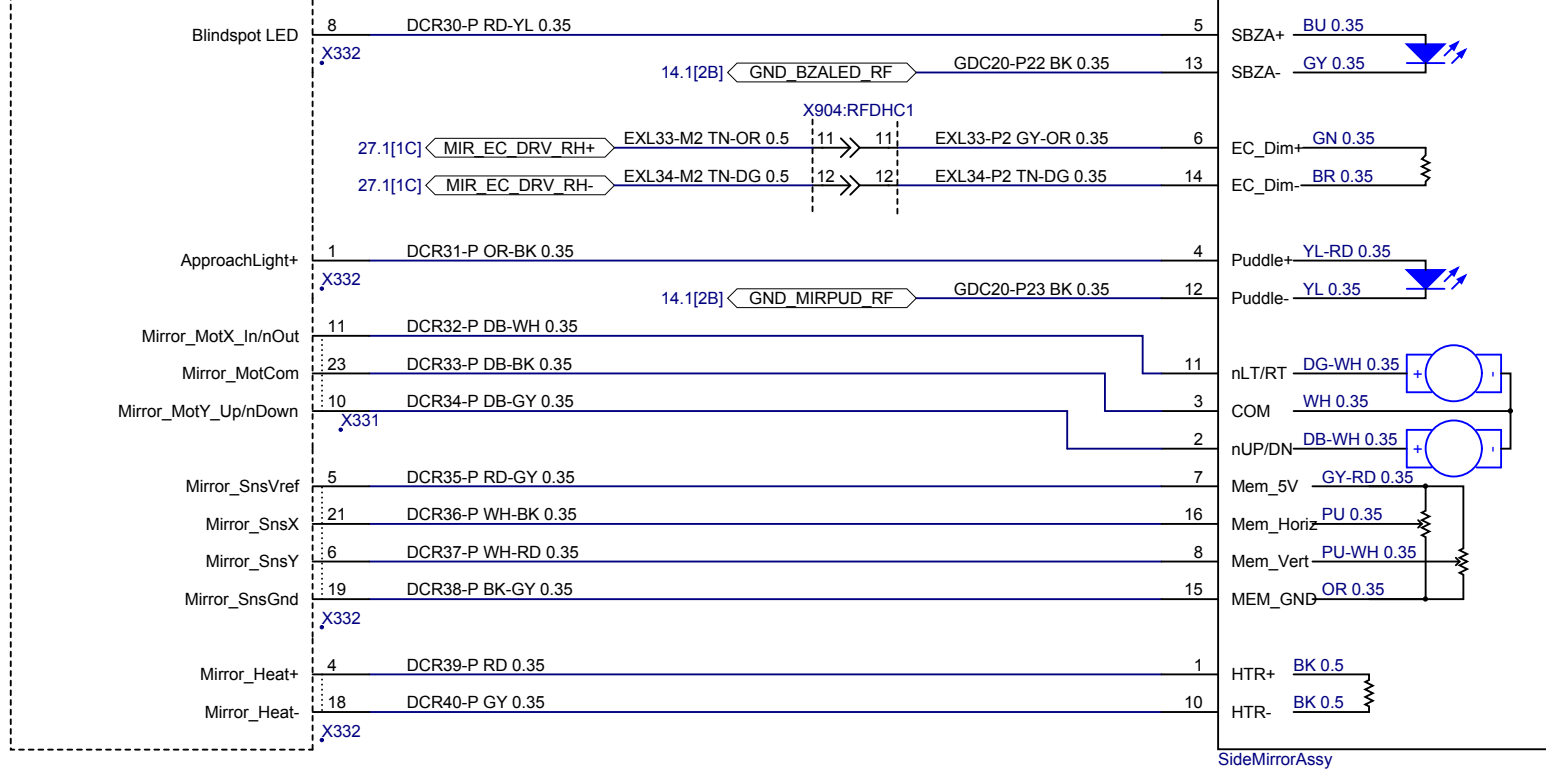 Blindspot LED 8 DCR30-P RD-YL 0.35 5 SBZA+ BU 0.35
X332
14.1[2B] GND_BZALED_RF GDC20-P22 BK 0.35 13 SBZA- GY 0.35
X904:RFDHC1
27.1[1C] MIR_EC_DRV_RH+ EXL33-M2 TN-OR 0.5 11 11 EXL33-P2 GY-OR 0.35 6 EC_Dim+ GN 0.35
27.1[1C] MIR_EC_DRV_RH- EXL34-M2 TN-DG 0.5 12 12 EXL34-P2 TN-DG 0.35 14 EC_Dim- BR 0.35
ApproachLight+ 1 DCR31-P OR-BK 0.35 4 Puddle+ YL-RD 0.35
X332
14.1[2B] GND_MIRPUD_RF GDC20-P23 BK 0.35 12 Puddle- YL 0.35
Mirror_MotX_In/nOut 11 DCR32-P DB-WH 0.35
Mirror_MotCom 23 DCR33-P DB-BK 0.35 11 nLT/RT DG-WH 0.35 + -
Mirror_MotY_Up/nDown 10 DCR34-P DB-GY 0.35 3 COM WH 0.35
X331
2 nUP/DN DB-WH 0.35 + -
Mirror_SnsVref 5 DCR35-P RD-GY 0.35 7 Mem_5V GY-RD 0.35
Mirror_SnsX 21 DCR36-P WH-BK 0.35 16 Mem_Horiz PU 0.35
Mirror_SnsY 6 DCR37-P WH-RD 0.35 8 Mem_Vert PU-WH 0.35
Mirror_SnsGnd 19 DCR38-P BK-GY 0.35 15 MEM_GND OR 0.35
X332
Mirror_Heat+ 4 DCR39-P RD 0.35 1 HTR+ BK 0.5
Mirror_Heat- 18 DCR40-P GY 0.35 10 HTR- BK 0.5
X332
SideMirrorAssy